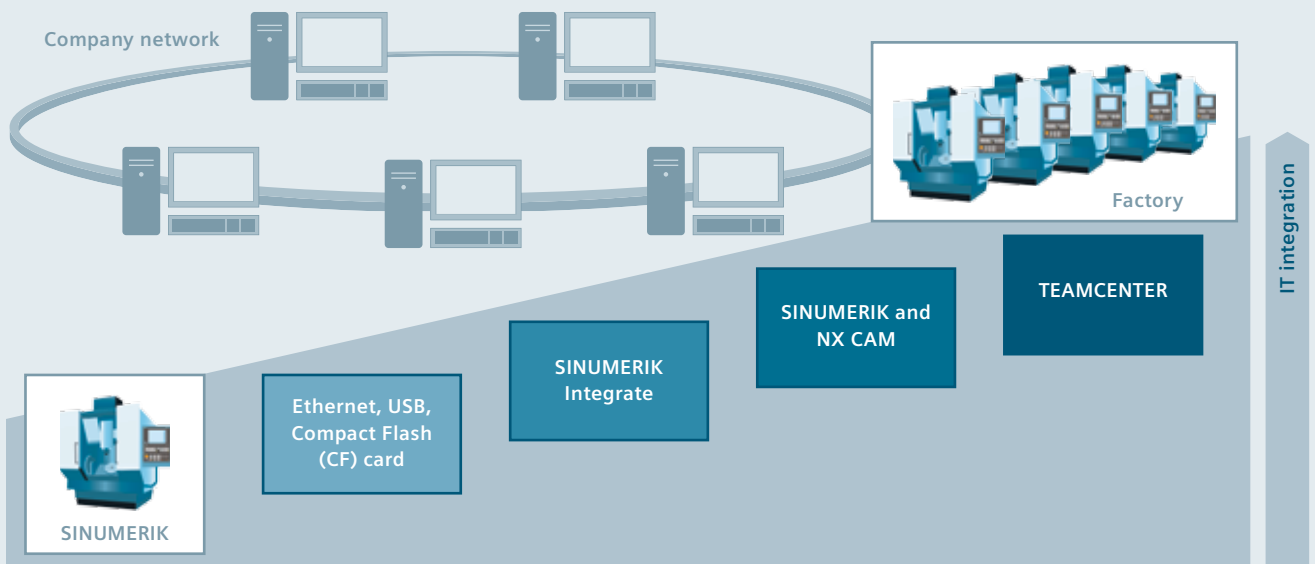 Company network
Factory
IT integration
TEAMCENTER
SINUMERIK and
NX CAM
SINUMERIK
Integrate
Ethernet, USB,
Compact Flash
(CF) card
SINUMERIK